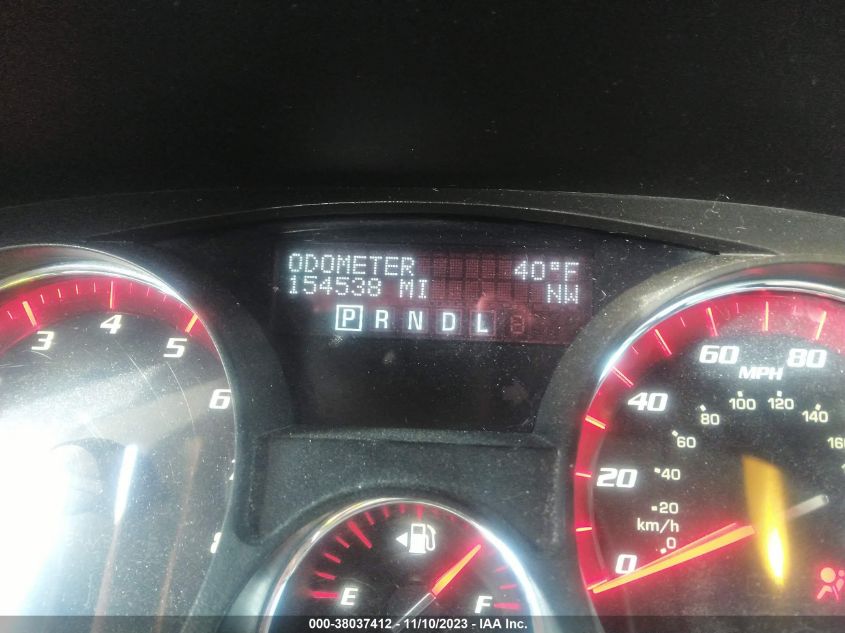 ODOMETER 40°F
154538 MI NW
P R N D L
3 4 5 6
E F
0 20 40 60 80
MPH
km/h
0 20 40 60 80 100 120 140 160
000-38037412 - 11/10/2023 - IAA Inc.